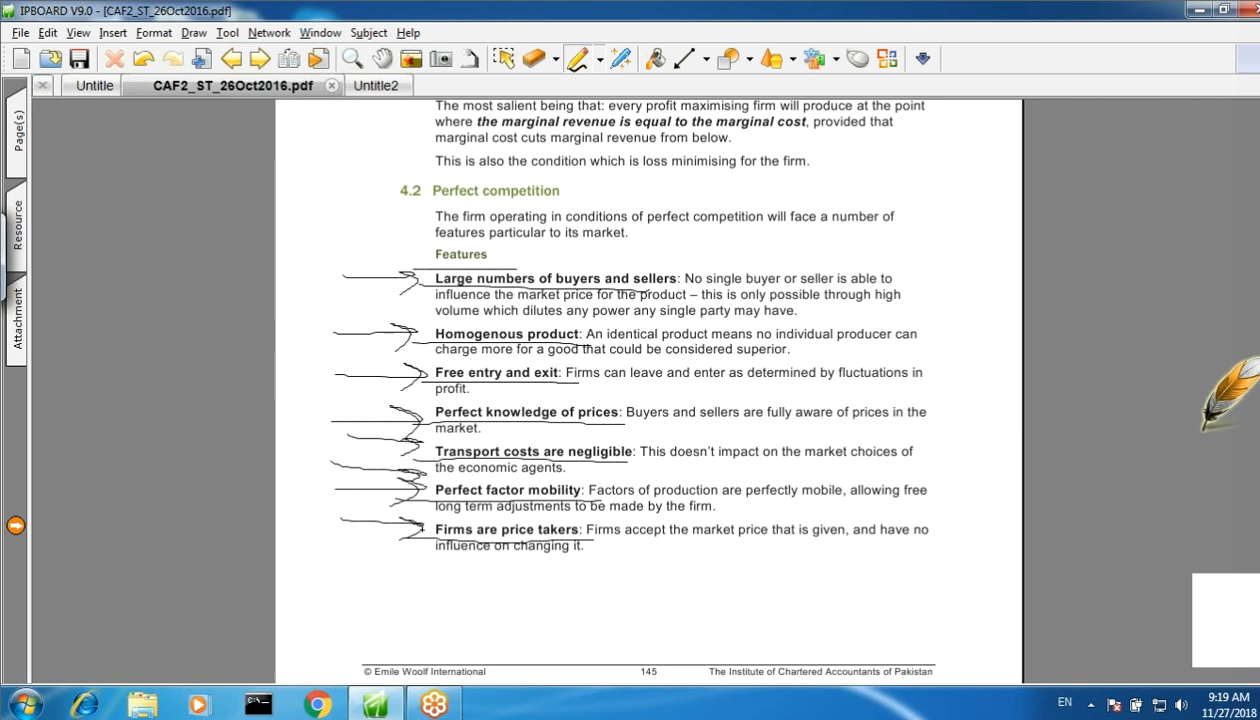 IPBOARD V9.0 - [CAF2_ST_26Oct2016.pdf]
File Edit View Insert Format Draw Tool Network Window Subject Help
Untitle CAF2_ST_26Oct2016.pdf Untitle2
Page(s)
Resource
Attachment
The most salient being that: every profit maximising firm will produce at the point
where the marginal revenue is equal to the marginal cost, provided that
marginal cost cuts marginal revenue from below.
This is also the condition which is loss minimising for the firm.
4.2 Perfect competition
The firm operating in conditions of perfect competition will face a number of
features particular to its market.
Features
Large numbers of buyers and sellers: No single buyer or seller is able to
influence the market price for the product – this is only possible through high
volume which dilutes any power any single party may have.
Homogenous product: An identical product means no individual producer can
charge more for a good that could be considered superior.
Free entry and exit: Firms can leave and enter as determined by fluctuations in
profit.
Perfect knowledge of prices: Buyers and sellers are fully aware of prices in the
market.
Transport costs are negligible: This doesn't impact on the market choices of
the economic agents.
Perfect factor mobility: Factors of production are perfectly mobile, allowing free
long term adjustments to be made by the firm.
Firms are price takers: Firms accept the market price that is given, and have no
influence on changing it.
© Emile Woolf International 145 The Institute of Chartered Accountants of Pakistan
EN 9:19 AM
11/27/2018